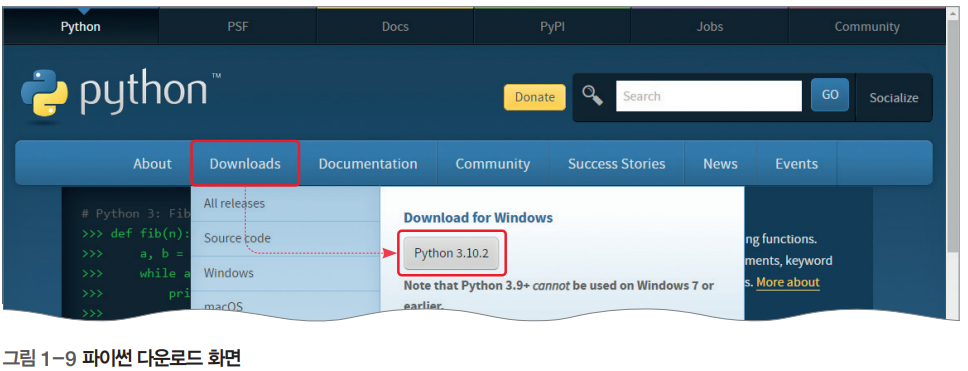 Python PSF Docs PyPI Jobs Community
python™
Donate Search GO Socialize
About Downloads Documentation Community Success Stories News Events
# Python 3: Fib
>>> def fib(n):
>>> a, b =
>>> while a
>>> pri
>>>
All releases
Source code
Windows
macOS
Download for Windows
Python 3.10.2
Note that Python 3.9+ cannot be used on Windows 7 or
earlier.
ng functions.
ments, keyword
s. More about
그림 1-9 파이썬 다운로드 화면